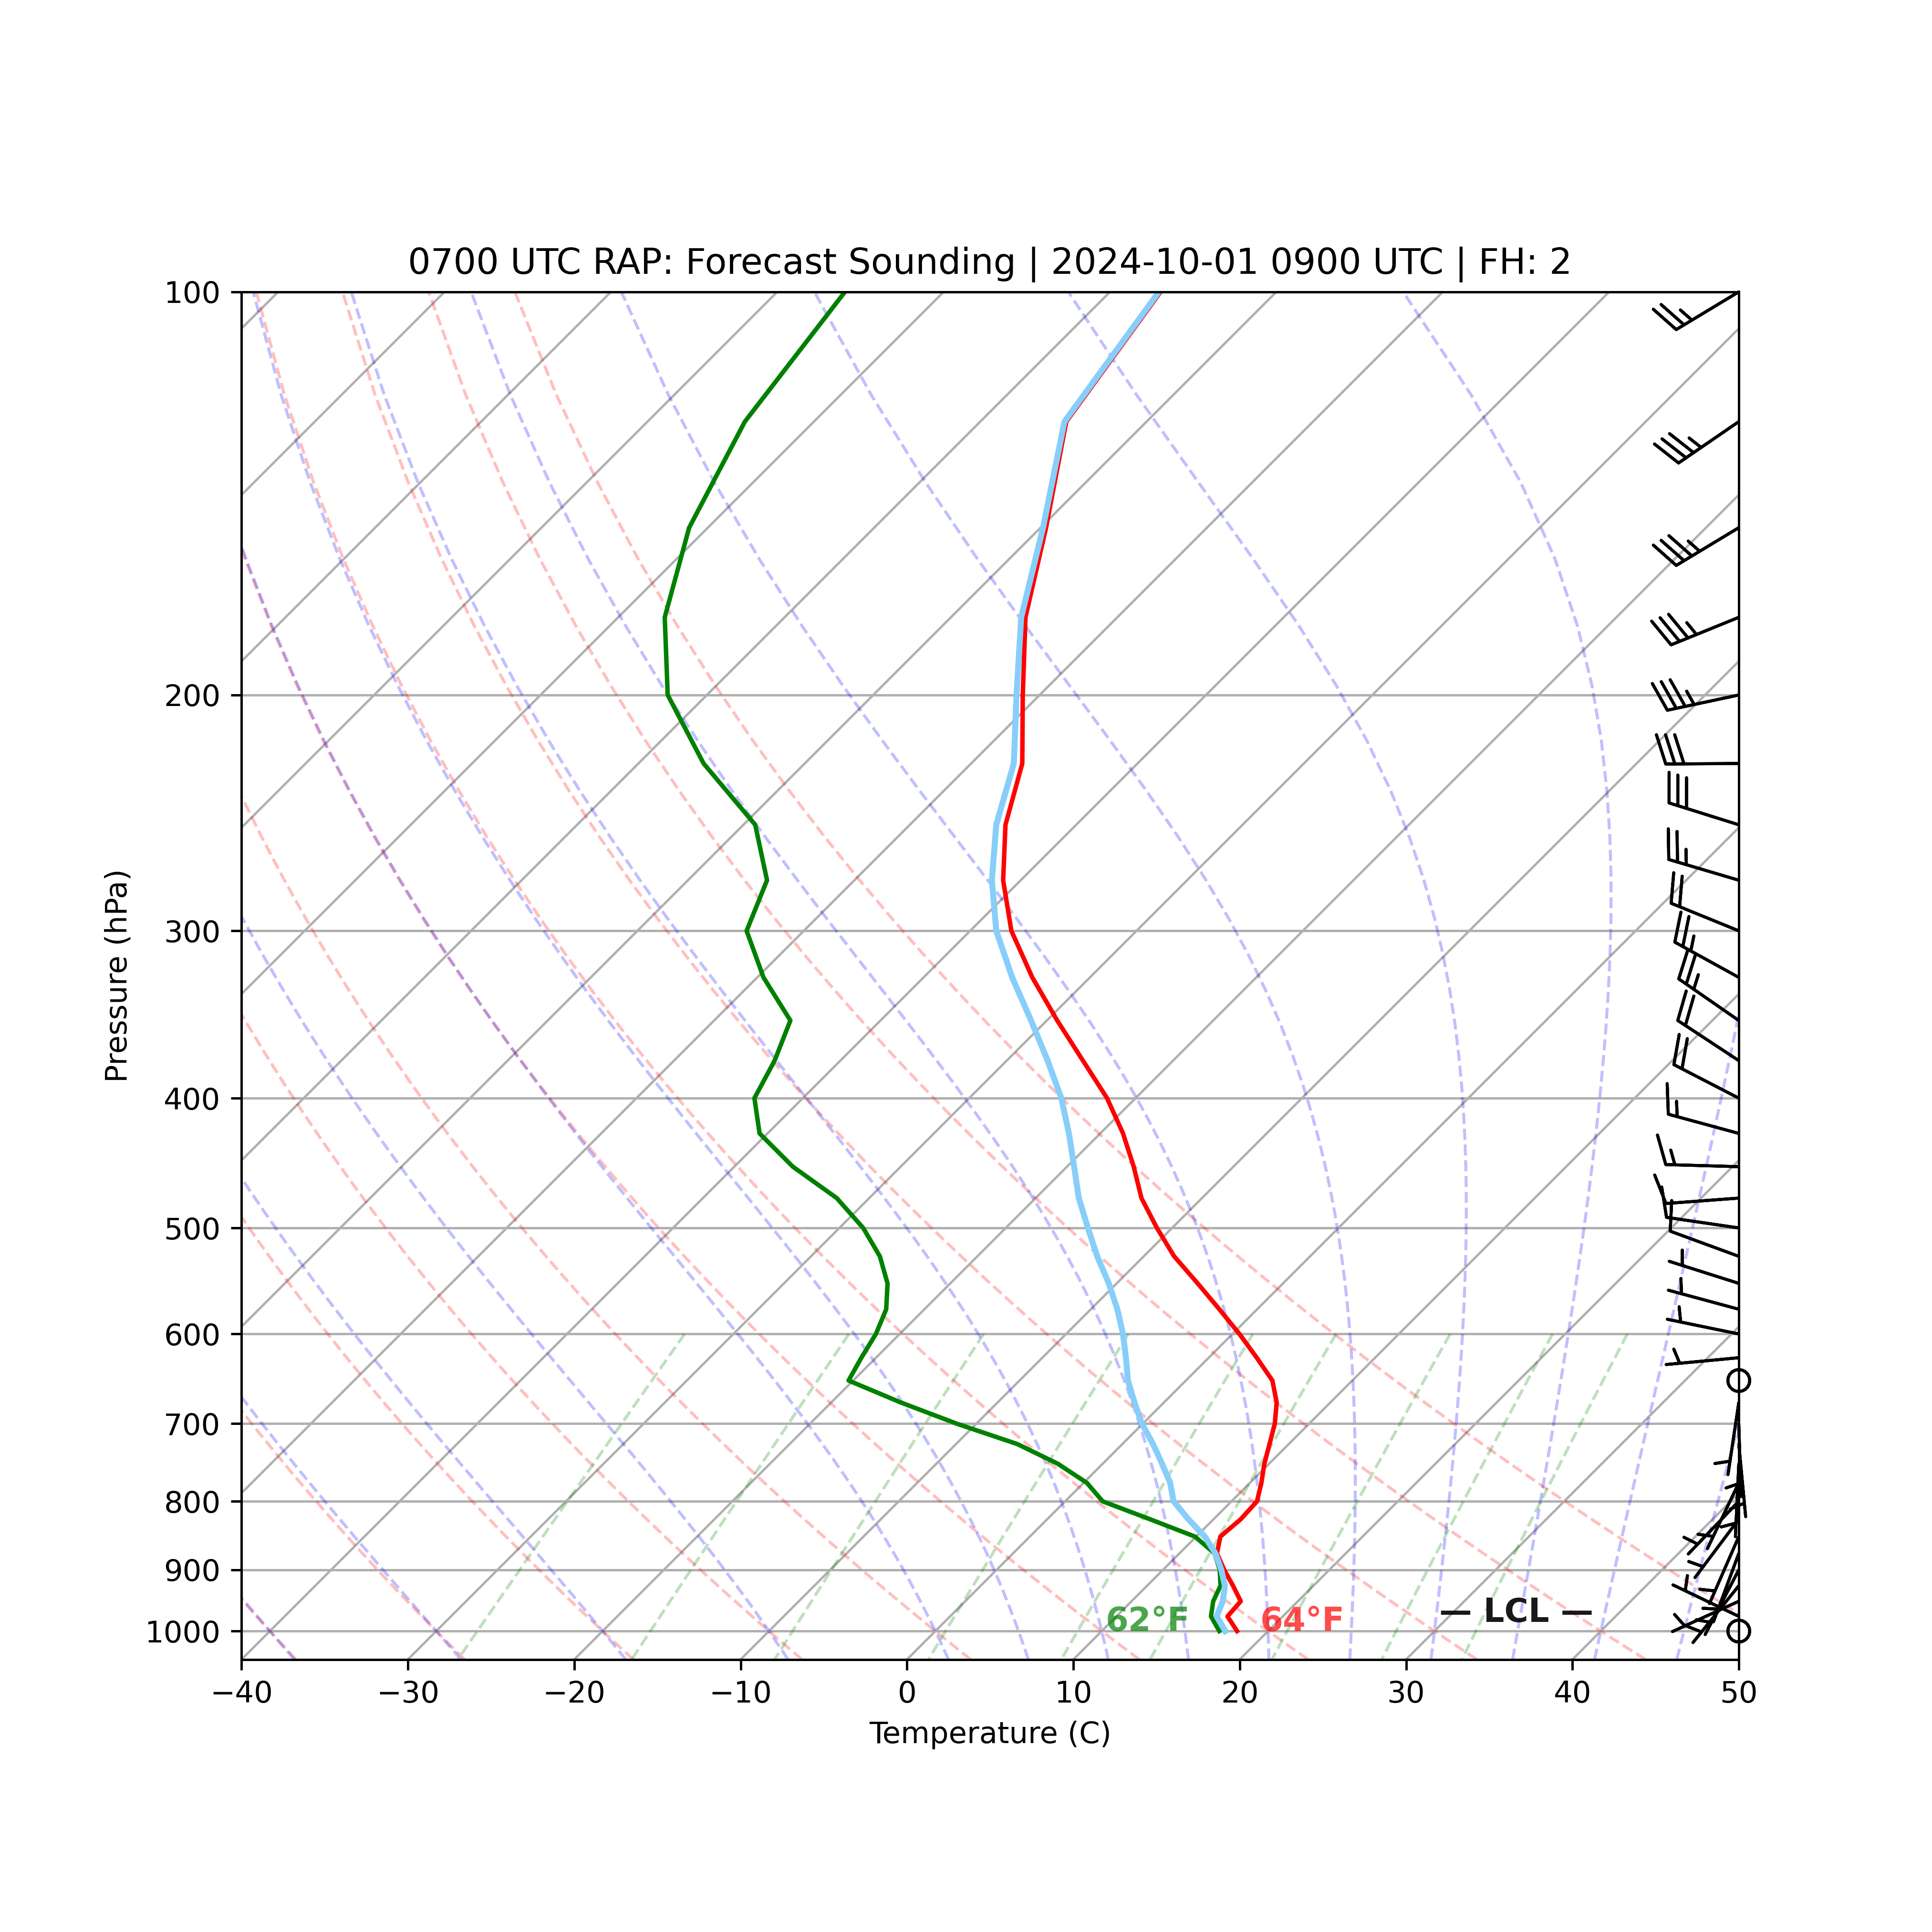 0700 UTC RAP: Forecast Sounding | 2024-10-01 0900 UTC | FH: 2
100
200
300
400
500
600
700
800
900
1000
Pressure (hPa)
62°F
64°F
— LCL —
−40 −30 −20 −10 0 10 20 30 40 50
Temperature (C)